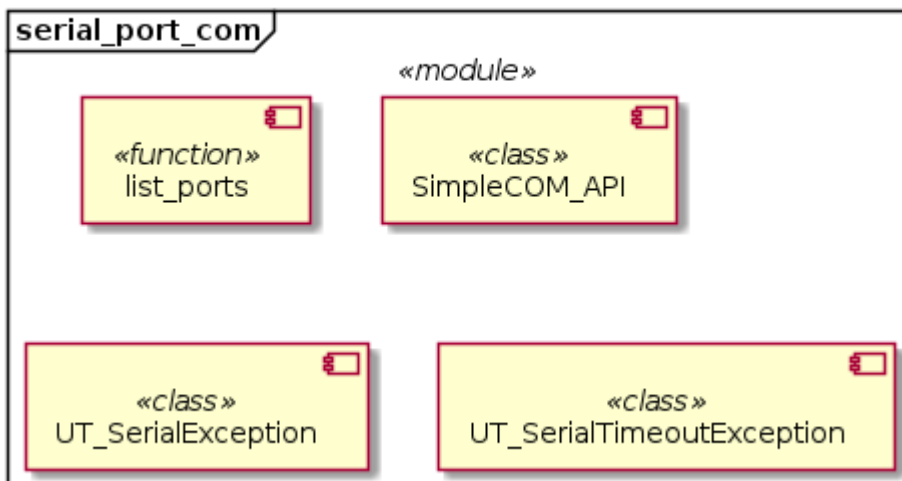 serial_port_com
«module»
«function»
list_ports
«class»
SimpleCOM_API
«class»
UT_SerialException
«class»
UT_SerialTimeoutException